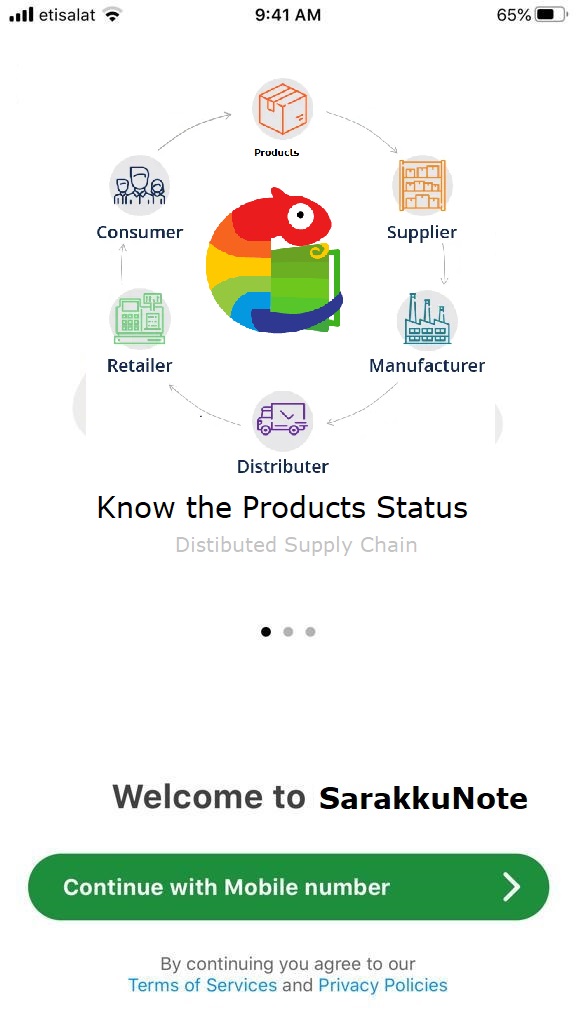 etisalat 9:41 AM 65%
Products
Consumer Supplier
Retailer Manufacturer
Distributer
Know the Products Status
Distibuted Supply Chain
Welcome to SarakkuNote
Continue with Mobile number
By continuing you agree to our
Terms of Services and Privacy Policies